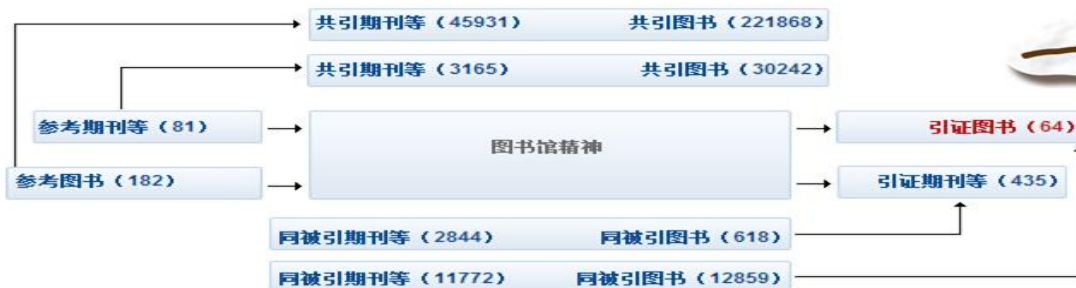 共引期刊等（45931） 共引图书（221868）
共引期刊等（3165） 共引图书（30242）
参考期刊等（81）
引证图书（64）
图书馆精神
参考图书（182）
引证期刊等（435）
同被引期刊等（2844） 同被引图书（618）
同被引期刊等（11772） 同被引图书（12859）